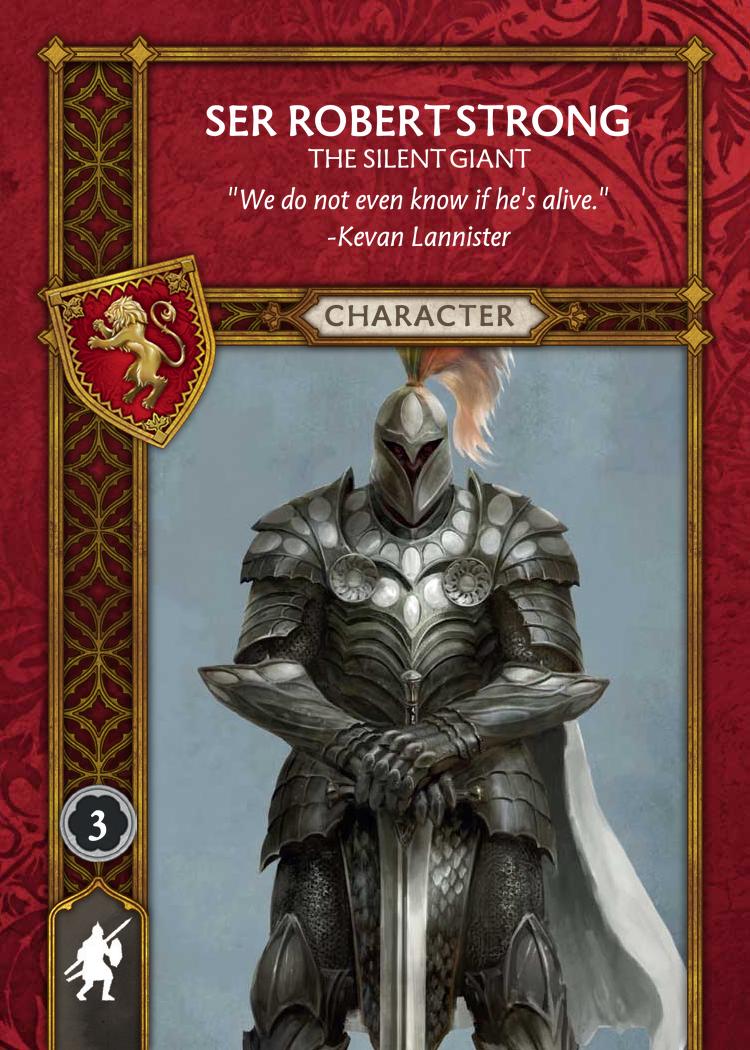 SER ROBERT STRONG
THE SILENT GIANT
"We do not even know if he's alive."
-Kevan Lannister
CHARACTER
3